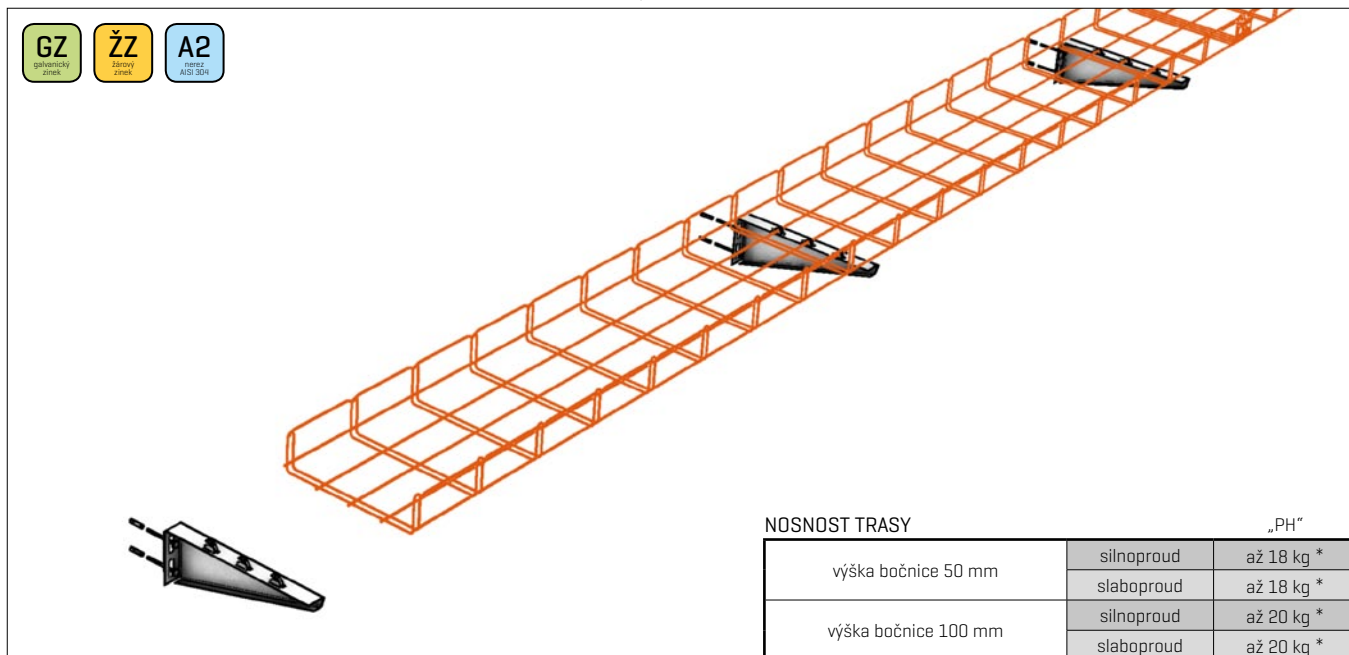 GZ
galvanický
zinek
ŽZ
žárový
zinek
A2
nerez
AISI 304
NOSNOST TRASY „PH“
výška bočnice 50 mm
silnoproud až 18 kg *
slaboproud až 18 kg *
výška bočnice 100 mm
silnoproud až 20 kg *
slaboproud až 20 kg *